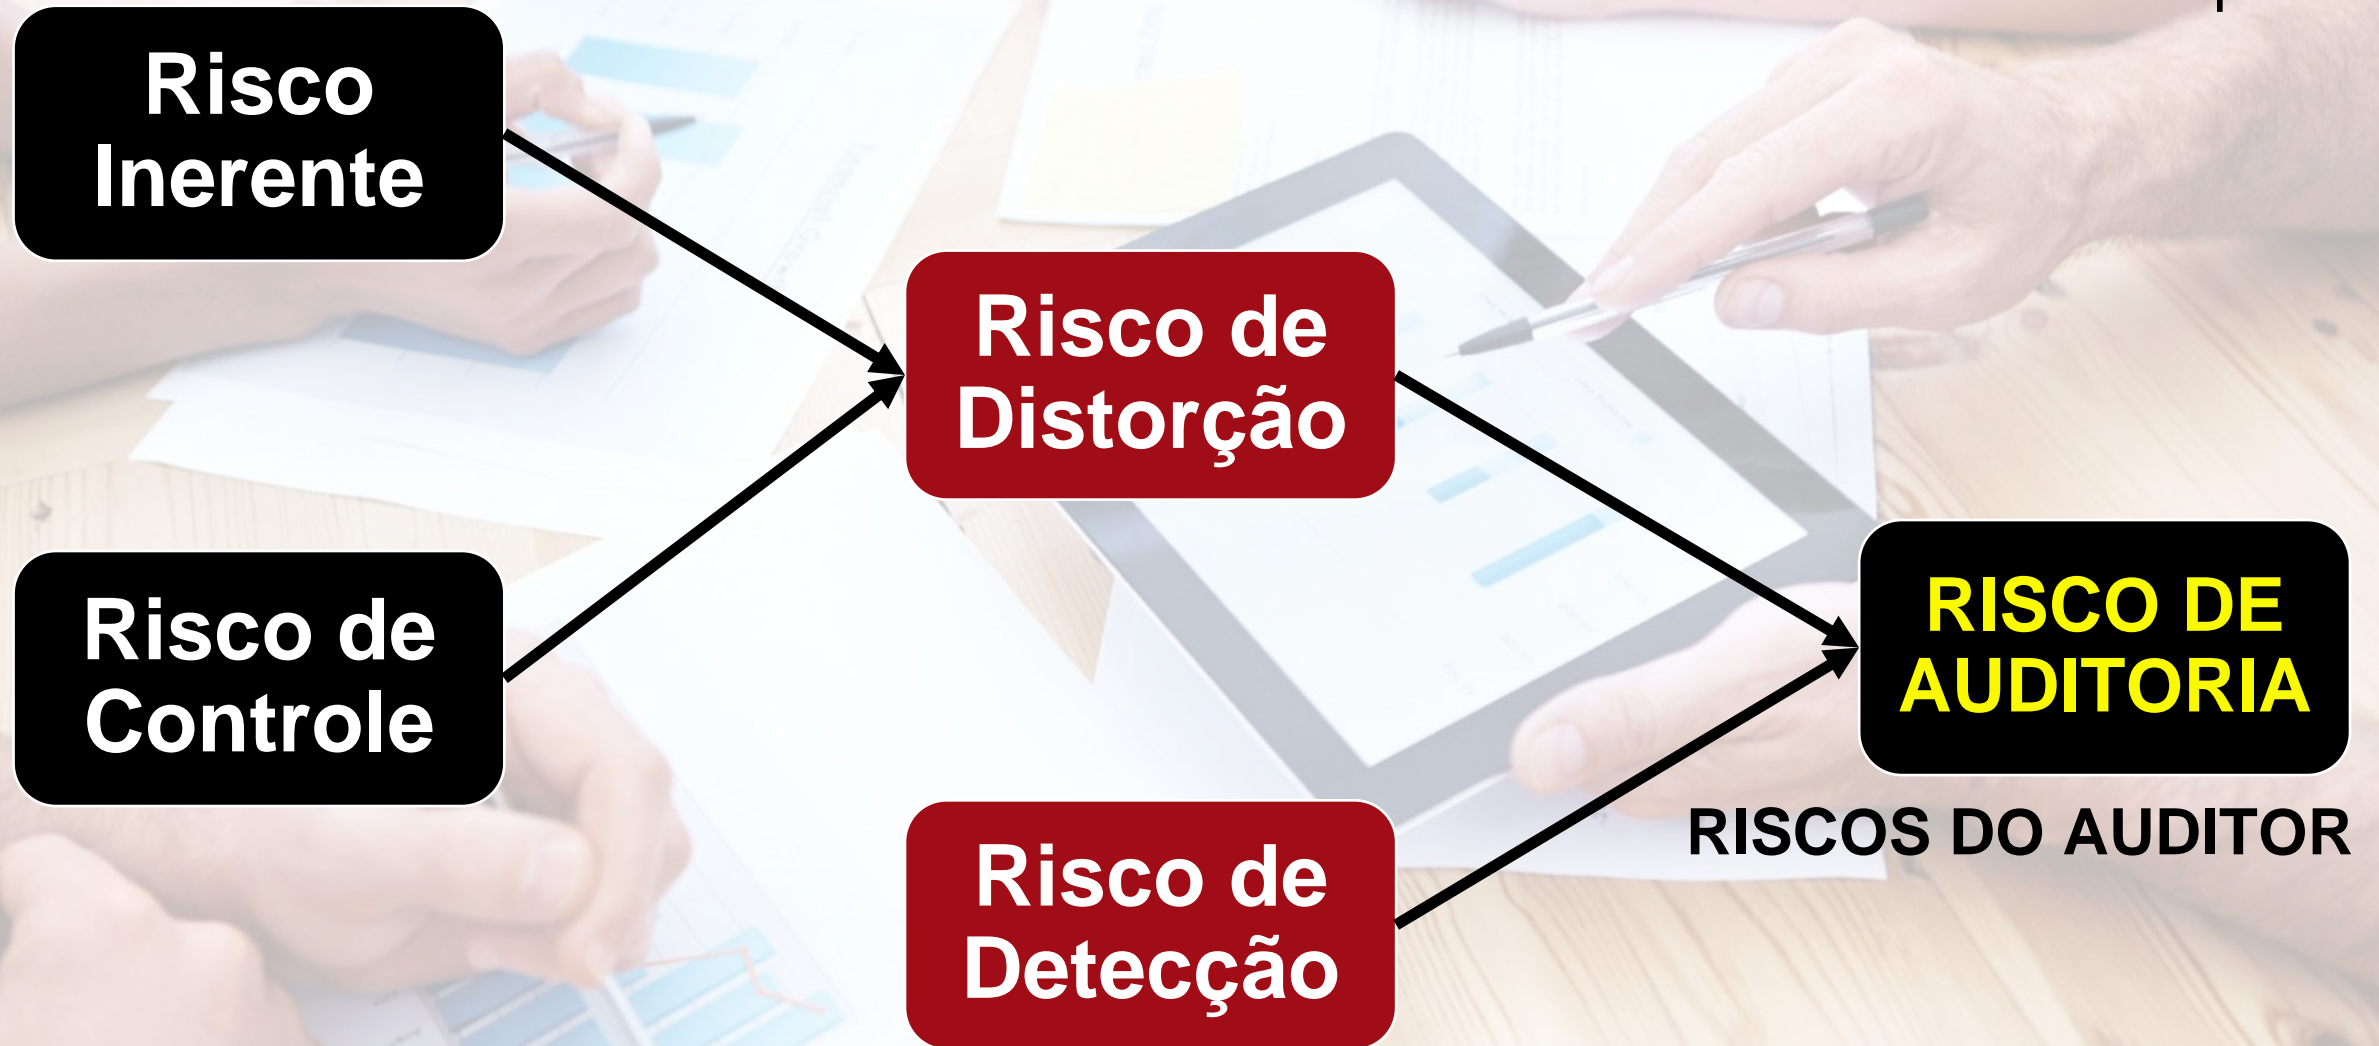 Risco
Inerente
Risco de
Distorção
Risco de
Controle
RISCO DE
AUDITORIA
RISCOS DO AUDITOR
Risco de
Detecção